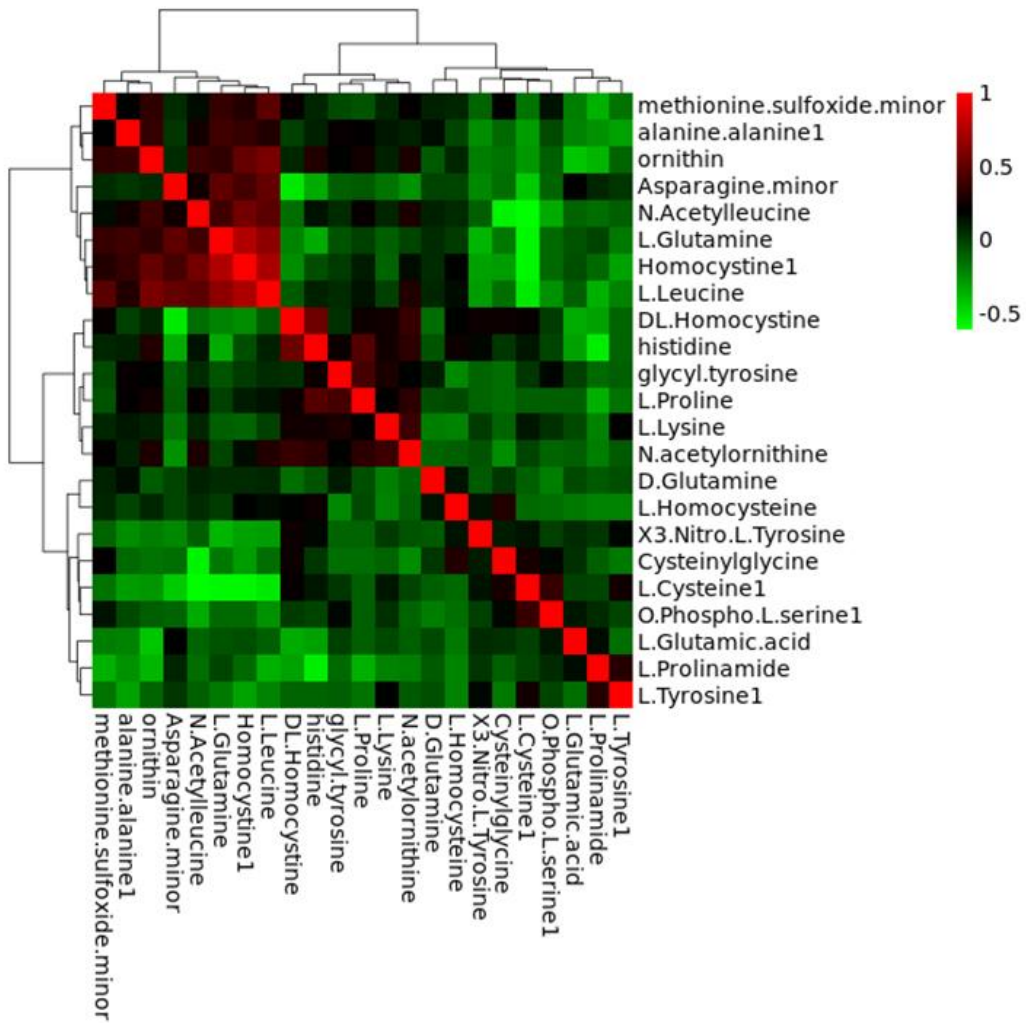 methionine.sulfoxide.minor
alanine.alanine1
ornithin
Asparagine.minor
N.Acetylleucine
L.Glutamine
Homocystine1
L.Leucine
DL.Homocystine
histidine
glycyl.tyrosine
L.Proline
L.Lysine
N.acetylornithine
D.Glutamine
L.Homocysteine
X3.Nitro.L.Tyrosine
Cysteinylglycine
L.Cysteine1
O.Phospho.L.serine1
L.Glutamic.acid
L.Prolinamide
L.Tyrosine1
1
0.5
0
-0.5
methionine.sulfoxide.minor
alanine.alanine1
ornithin
Asparagine.minor
N.Acetylleucine
L.Glutamine
Homocystine1
L.Leucine
DL.Homocystine
histidine
glycyl.tyrosine
L.Proline
L.Lysine
N.acetylornithine
D.Glutamine
L.Homocysteine
X3.Nitro.L.Tyrosine
Cysteinylglycine
L.Cysteine1
O.Phospho.L.serine1
L.Glutamic.acid
L.Prolinamide
L.Tyrosine1